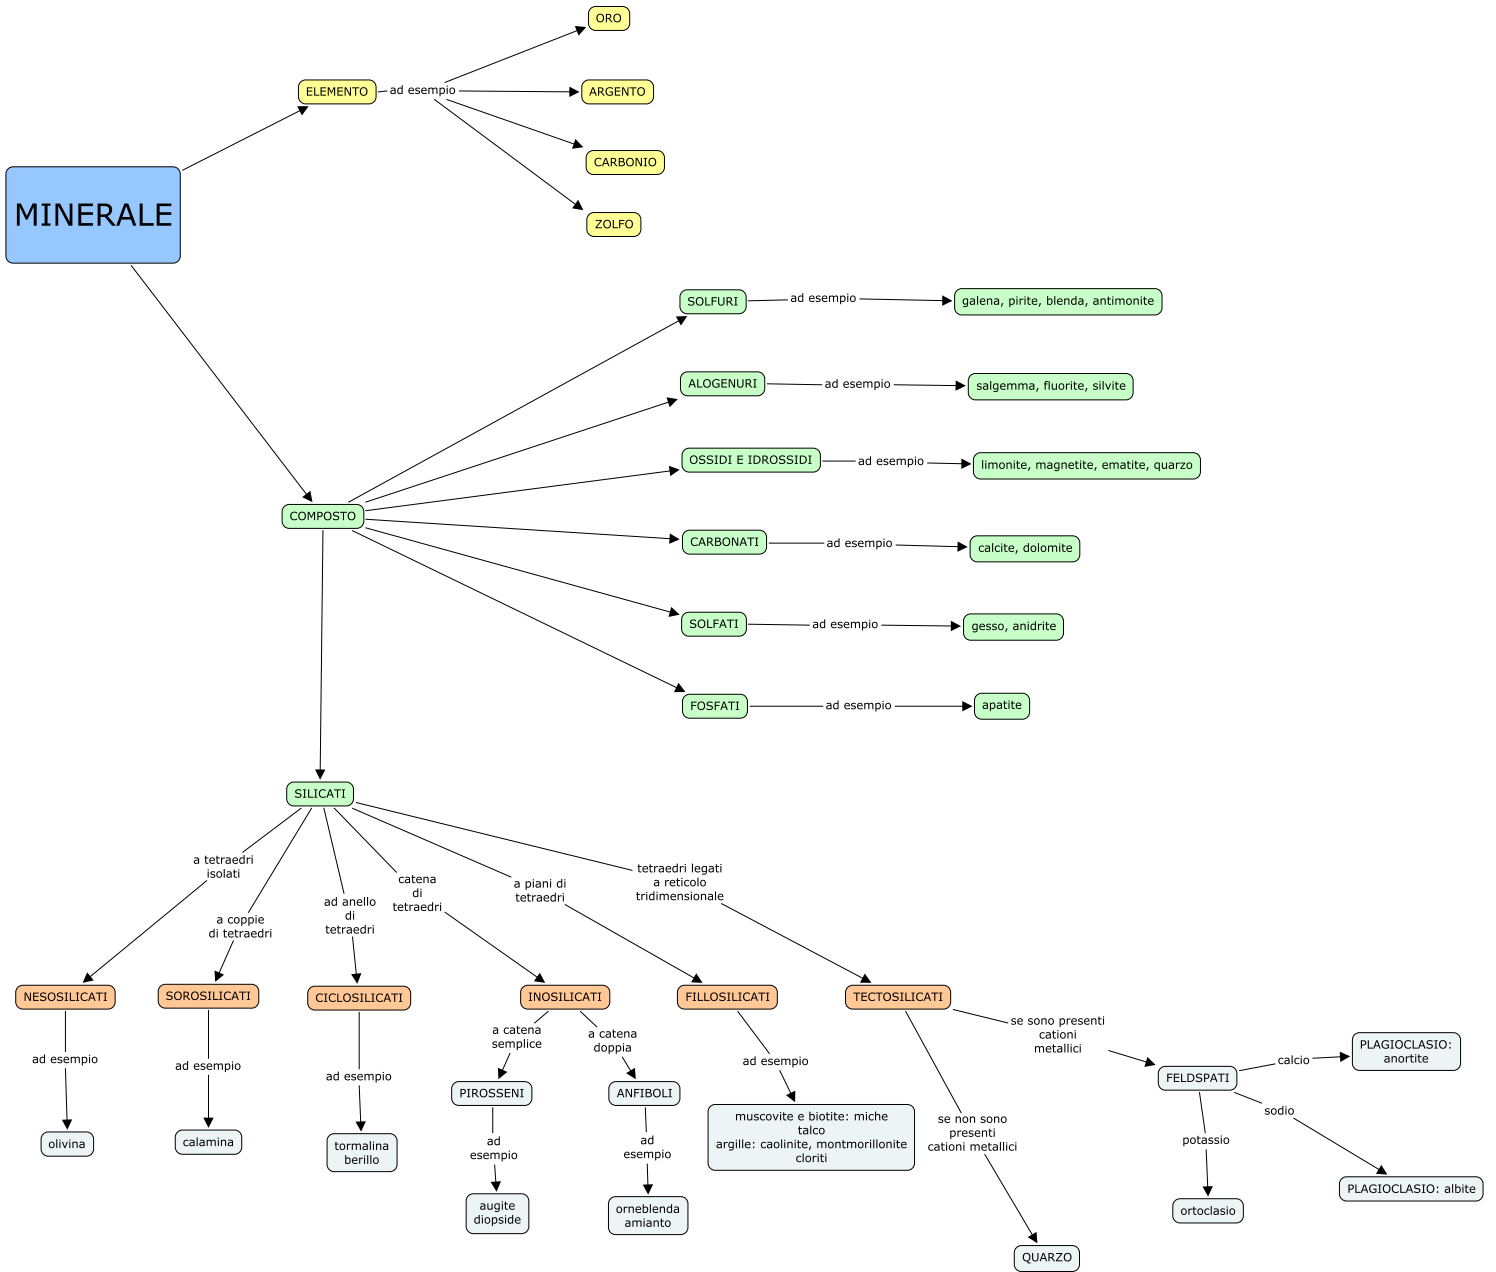 ORO
ELEMENTO
ad esempio
ARGENTO
CARBONIO
MINERALE
ZOLFO
SOLFURI
ad esempio
galena, pirite, blenda, antimonite
ALOGENURI
ad esempio
salgemma, fluorite, silvite
OSSIDI E IDROSSIDI
ad esempio
limonite, magnetite, ematite, quarzo
COMPOSTO
CARBONATI
ad esempio
calcite, dolomite
SOLFATI
ad esempio
gesso, anidrite
FOSFATI
ad esempio
apatite
SILICATI
a tetraedri
isolati
a coppie
di tetraedri
ad anello
di
tetraedri
catena
di
tetraedri
a piani di
tetraedri
tetraedri legati
a reticolo
tridimensionale
NESOSILICATI
SOROSILICATI
CICLOSILICATI
INOSILICATI
FILLOSILICATI
TECTOSILICATI
ad esempio
olivina
ad esempio
calamina
ad esempio
tormalina
berillo
a catena
semplice
a catena
doppia
PIROSSENI
ANFIBOLI
ad
esempio
ad
esempio
augite
diopside
orneblenda
amianto
ad esempio
muscovite e biotite: miche
talco
argille: caolinite, montmorillonite
cloriti
se sono presenti
cationi
metallici
se non sono
presenti
cationi metallici
QUARZO
FELDSPATI
calcio
PLAGIOCLASIO:
anortite
sodio
PLAGIOCLASIO: albite
potassio
ortoclasio